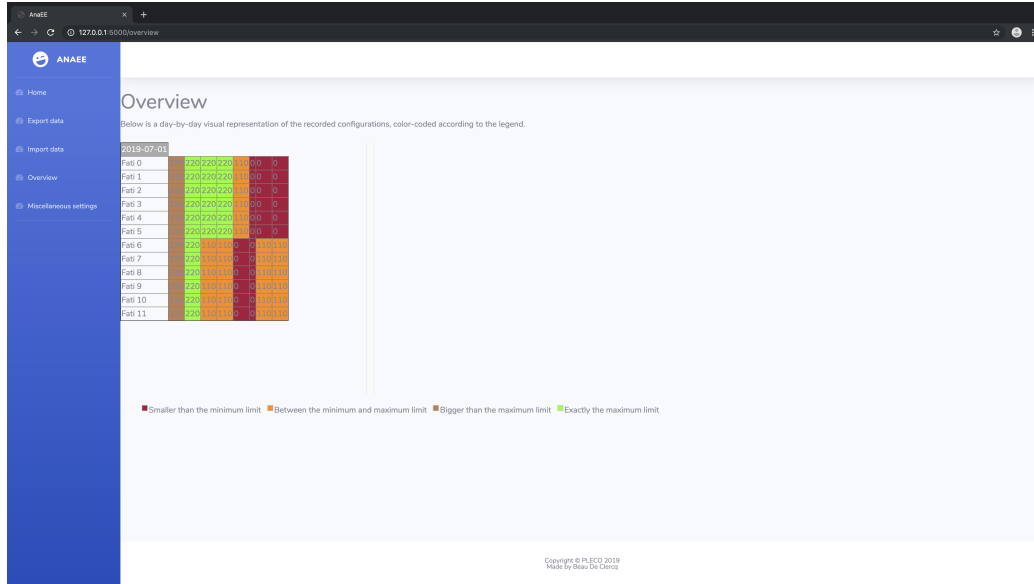 AnaEE
127.0.0.1:5000/overview
ANAEE
Home
Export data
Import data
Overview
Miscellaneous settings
Overview
Below is a day-by-day visual representation of the recorded configurations, color-coded according to the legend.
2019-07-01
Fati 0 220 220 220 110 0 0 0
Fati 1 220 220 220 110 0 0 0
Fati 2 220 220 220 110 0 0 0
Fati 3 220 220 220 110 0 0 0
Fati 4 220 220 220 110 0 0 0
Fati 5 220 220 220 110 0 0 0
Fati 6 220 110 110 0 0 110 110
Fati 7 220 110 110 0 0 110 110
Fati 8 220 110 110 0 0 110 110
Fati 9 220 110 110 0 0 110 110
Fati 10 220 110 110 0 0 110 110
Fati 11 220 110 110 0 0 110 110
Smaller than the minimum limit Between the minimum and maximum limit Bigger than the maximum limit Exactly the maximum limit
Copyright © PLECO 2019
Made by Beau De Clercq